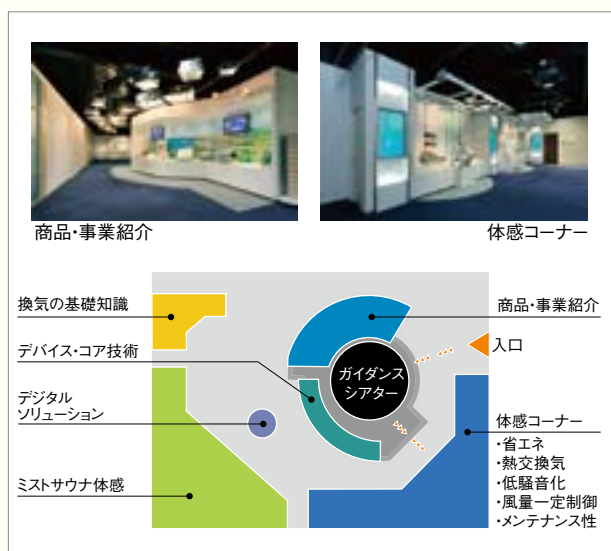 商品・事業紹介
体感コーナー
換気の基礎知識
デバイス・コア技術
デジタル
ソリューション
ミストサウナ体感
ガイダンス
シアター
商品・事業紹介
入口
体感コーナー
・省エネ
・熱交換気
・低騒音化
・風量一定制御
・メンテナンス性